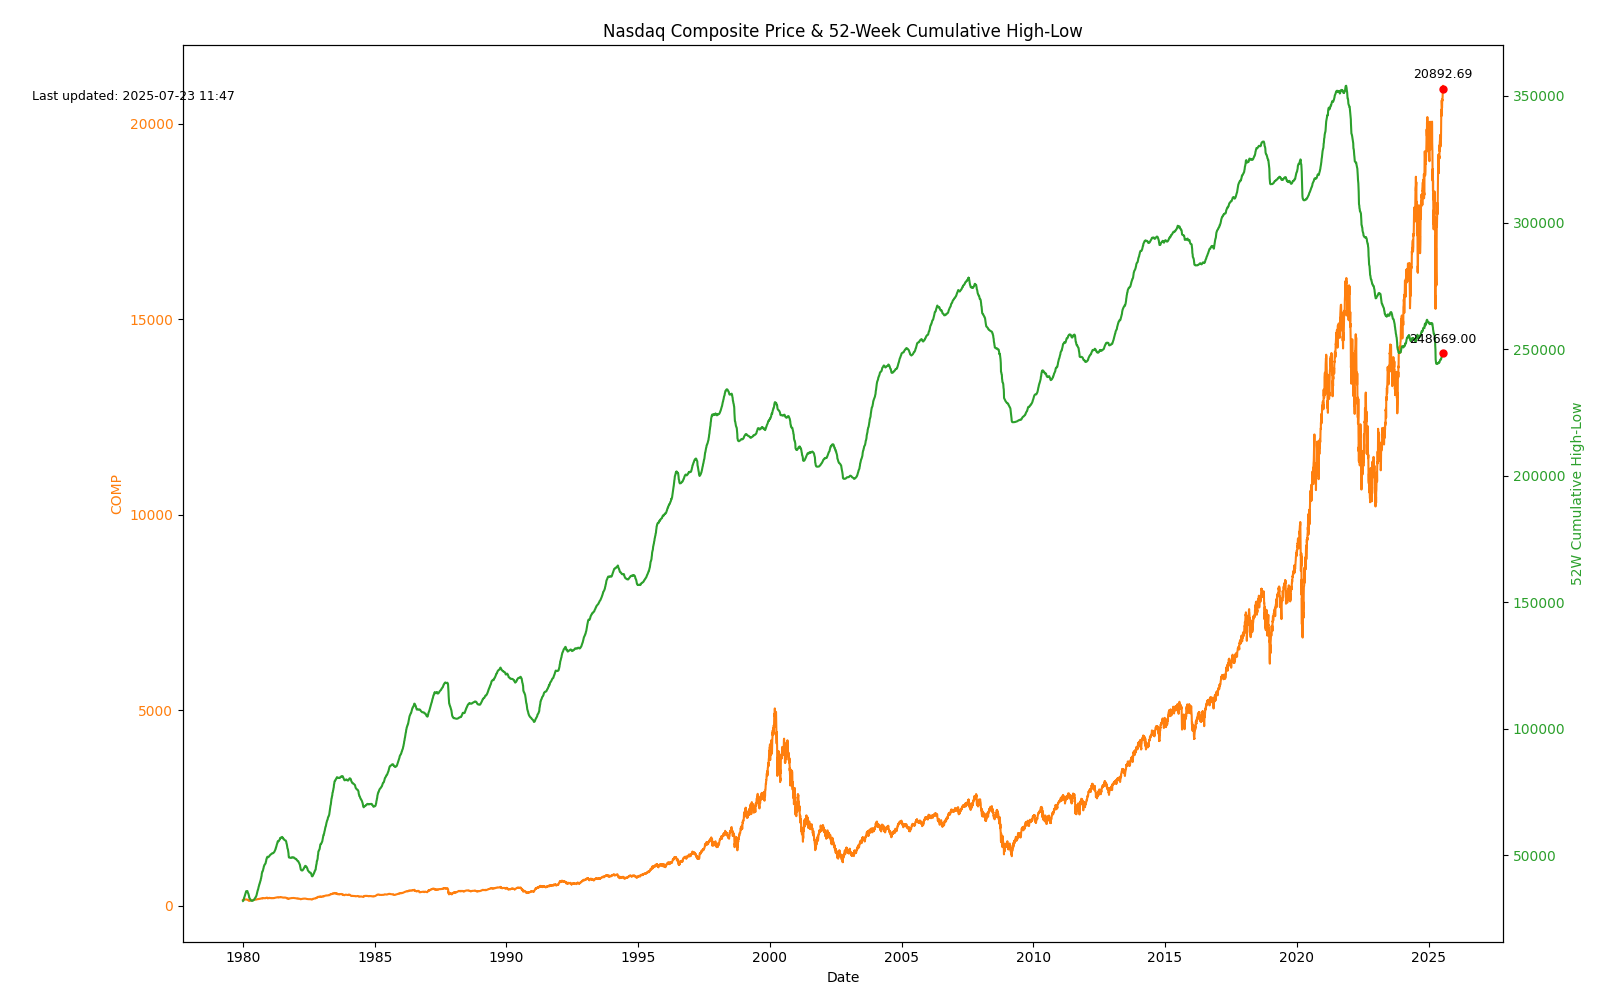 Nasdaq Composite Price & 52-Week Cumulative High-Low
Last updated: 2025-07-23 11:47
20892.69
248669.00
COMP
20000
15000
10000
5000
0
350000
300000
250000
200000
150000
100000
50000
52W Cumulative High-Low
1980 1985 1990 1995 2000 2005 2010 2015 2020 2025
Date